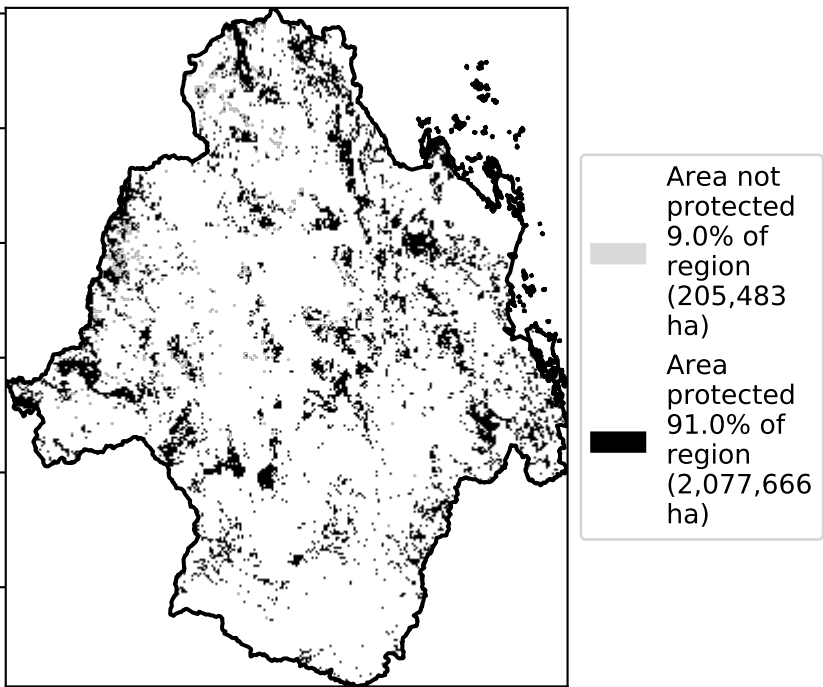 Area not
protected
9.0% of
region
(205,483
ha)
Area
protected
91.0% of
region
(2,077,666
ha)